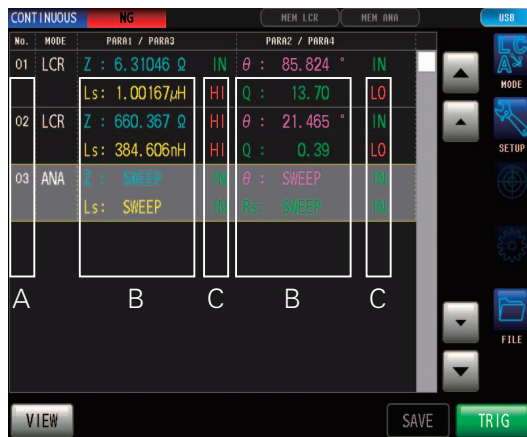 CONTINUOUS NG MEM LCR MEM ANA USB
No. MODE PARA1 / PARA3 PARA2 / PARA4
01 LCR Z : 6.31046 Ω IN θ : 85.824 ° IN
Ls: 1.00167μH HI Q : 13.70 LO
02 LCR Z : 660.367 Ω HI θ : 21.465 ° IN
Ls: 384.606nH HI Q : 0.39 LO
03 ANA Z : SWEEP IN θ : SWEEP IN
Ls: SWEEP IN Rs: SWEEP IN
A B C B C
LCA
MODE
SETUP
FILE
VIEW SAVE TRIG